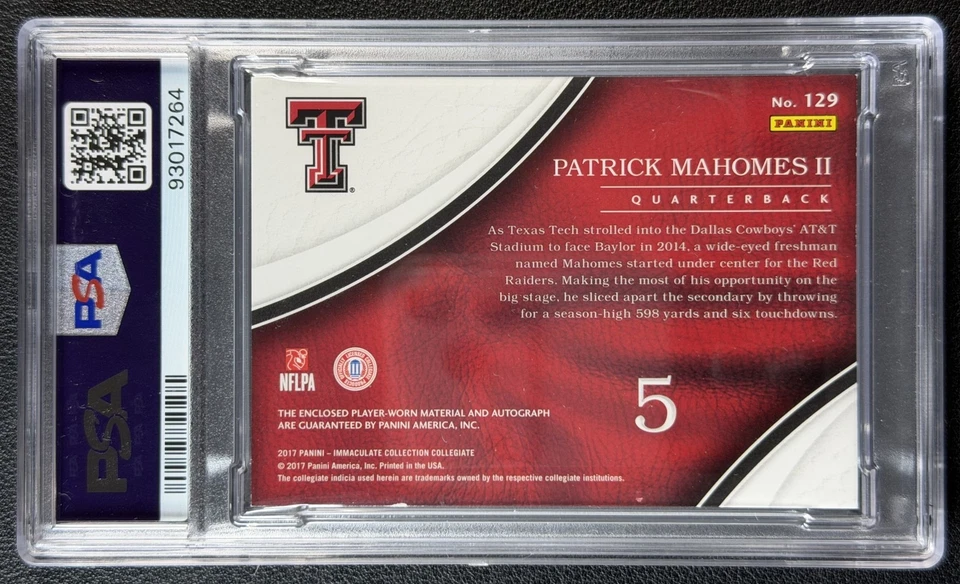 93017264
PSA
PSA
T
®
No. 129
PANINI
PATRICK MAHOMES II
QUARTERBACK
As Texas Tech strolled into the Dallas Cowboys' AT&T
Stadium to face Baylor in 2014, a wide-eyed freshman
named Mahomes started under center for the Red
Raiders. Making the most of his opportunity on the
big stage, he sliced apart the secondary by throwing
for a season-high 598 yards and six touchdowns.
NFLPA
5
THE ENCLOSED PLAYER-WORN MATERIAL AND AUTOGRAPH
ARE GUARANTEED BY PANINI AMERICA, INC.
2017 PANINI – IMMACULATE COLLECTION COLLEGIATE
© 2017 Panini America, Inc. Printed in the USA.
The collegiate indicia used herein are trademarks owned by the respective collegiate institutions.